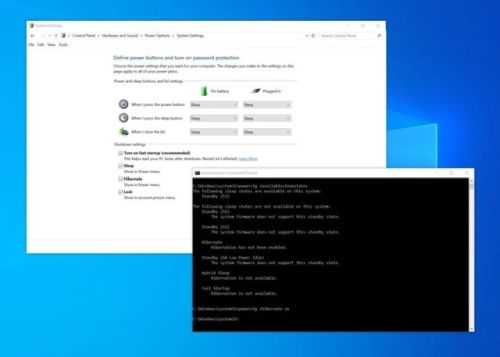 System Settings
Control Panel > Hardware and Sound > Power Options > System Settings
Search Control Panel
File Edit View Tools
Define power buttons and turn on password protection
Choose the power settings that you want for your computer. The changes you make to the settings on this
page apply to all of your power plans.
Power and sleep buttons and lid settings
On battery
Plugged in
When I press the power button:
Sleep
Sleep
When I press the sleep button:
Sleep
Sleep
When I close the lid:
Sleep
Sleep
Shutdown settings
Turn on fast startup (recommended)
This helps start your PC faster after shutdown. Restart isn't affected. Learn More
Sleep
Show in Power menu.
Hibernate
Show in Power menu.
Lock
Show in account picture menu
Administrator: Command Prompt
C:\Windows\system32>powercfg /availablesleepstates
The following sleep states are available on this system:
Standby (S3)
The following sleep states are not available on this system:
Standby (S1)
The system firmware does not support this standby state.
Standby (S2)
The system firmware does not support this standby state.
Hibernate
Hibernation has not been enabled.
Standby (S0 Low Power Idle)
The system firmware does not support this standby state.
Hybrid Sleep
Hibernation is not available.
Fast Startup
Hibernation is not available.
C:\Windows\system32>powercfg /hibernate on
C:\Windows\system32>